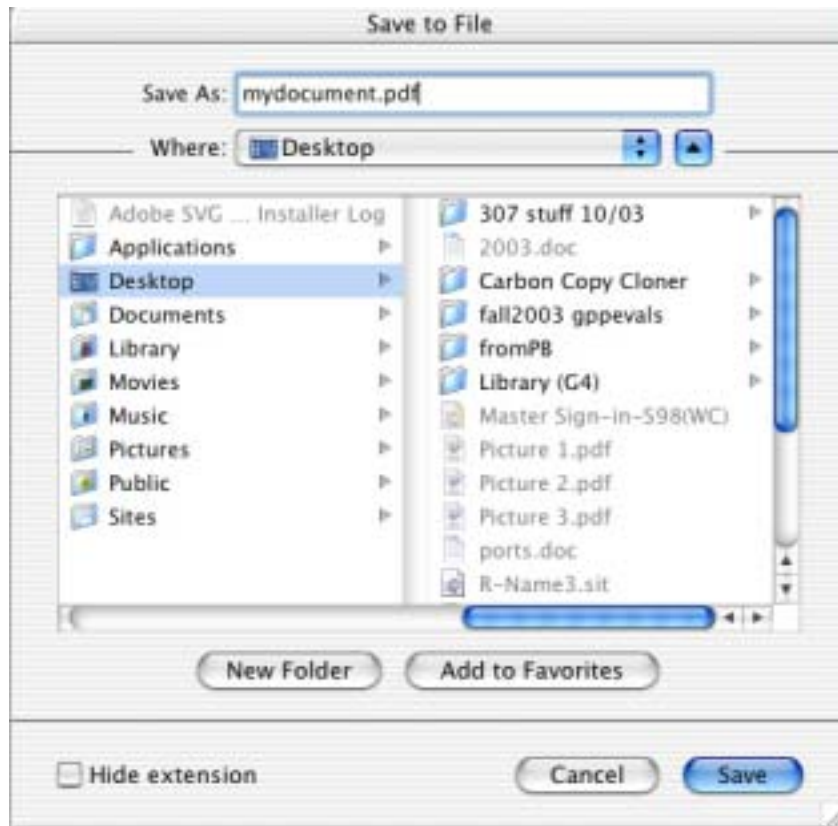 Save to File
Save As: mydocument.pdf
Where: Desktop
Adobe SVG ... Installer Log
Applications
Desktop
Documents
Library
Movies
Music
Pictures
Public
Sites
307 stuff 10/03
2003.doc
Carbon Copy Cloner
fall2003 gppevals
fromPB
Library (G4)
Master Sign-in-S98(WC)
Picture 1.pdf
Picture 2.pdf
Picture 3.pdf
ports.doc
R-Name3.sit
New Folder Add to Favorites
Hide extension Cancel Save